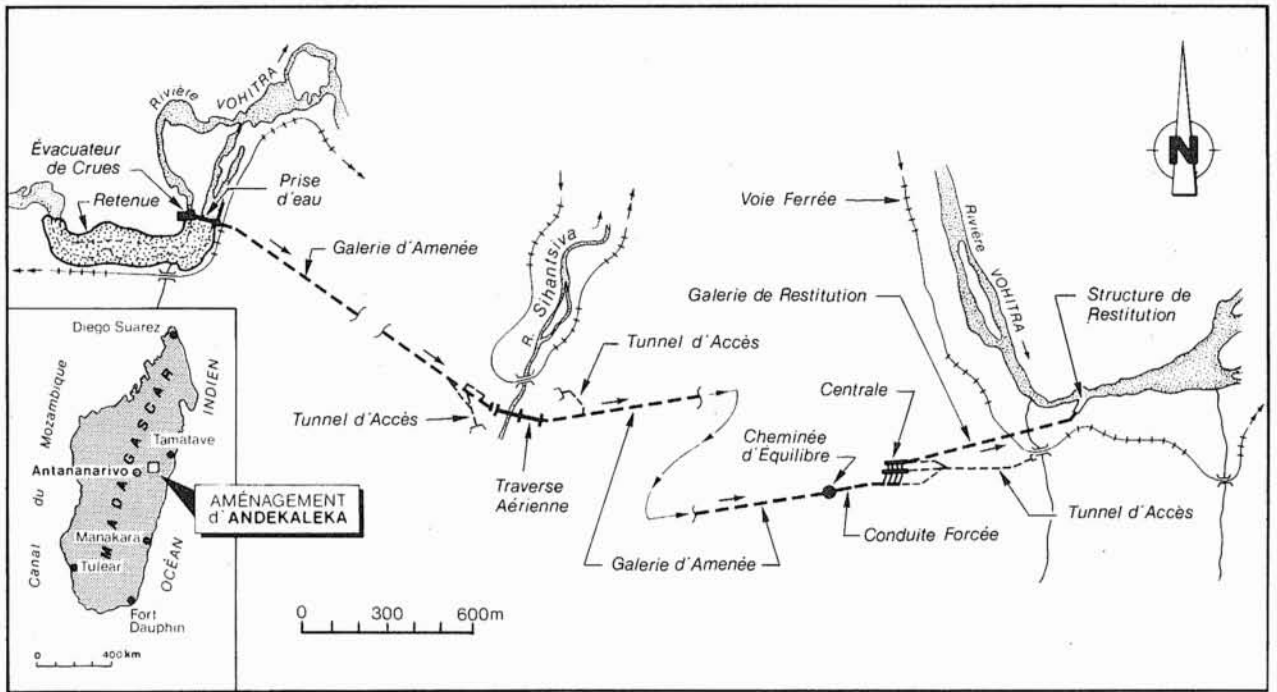 Rivière
VOHITRA
Évacuateur
de Crues
Retenue
Prise
d'eau
Galerie d'Amenée
R. Sihantsiva
Tunnel d'Accès
Tunnel d'Accès
Traverse
Aérienne
Voie Ferrée
Rivière
VOHITRA
Galerie de Restitution
Structure de
Restitution
Centrale
Cheminée
d'Équilibre
Conduite Forcée
Tunnel d'Accès
Galerie d'Amenée
N
Diego Suarez
Canal du Mozambique
MADAGASCAR
OCÉAN INDIEN
Tamatave
Antananarivo
AMÉNAGEMENT
d'ANDEKALEKA
Manakara
Tulear
Fort
Dauphin
0 400 km
0 300 600m